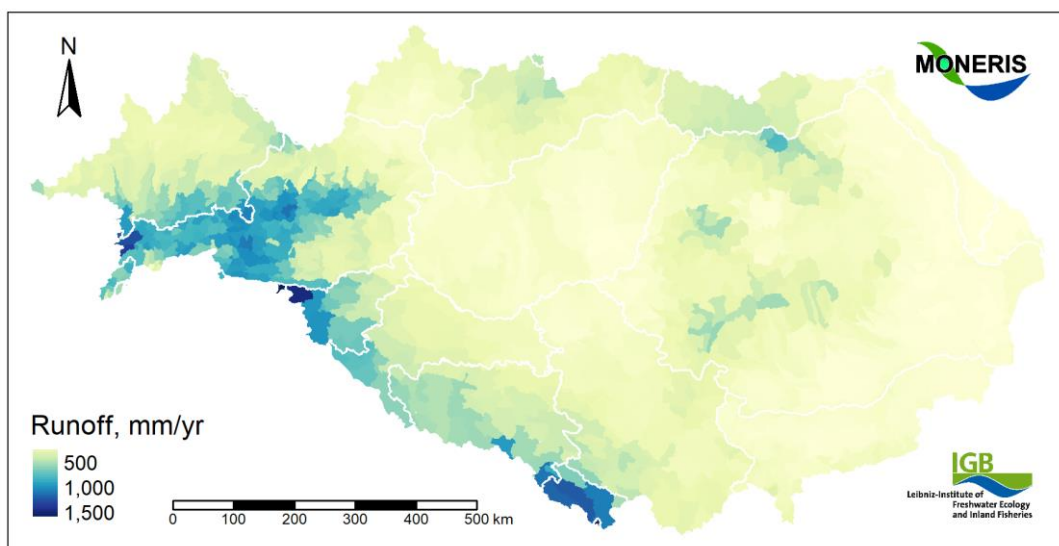 N
MONERIS
Runoff, mm/yr
500
1,000
1,500
0 100 200 300 400 500 km
IGB
Leibniz-Institute of
Freshwater Ecology
and Inland Fisheries